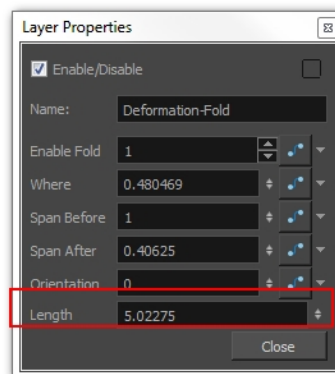 Layer Properties
Enable/Disable
Name: Deformation-Fold
Enable Fold 1
Where 0.480469
Span Before 1
Span After 0.40625
Orientation 0
Length 5.02275
Close